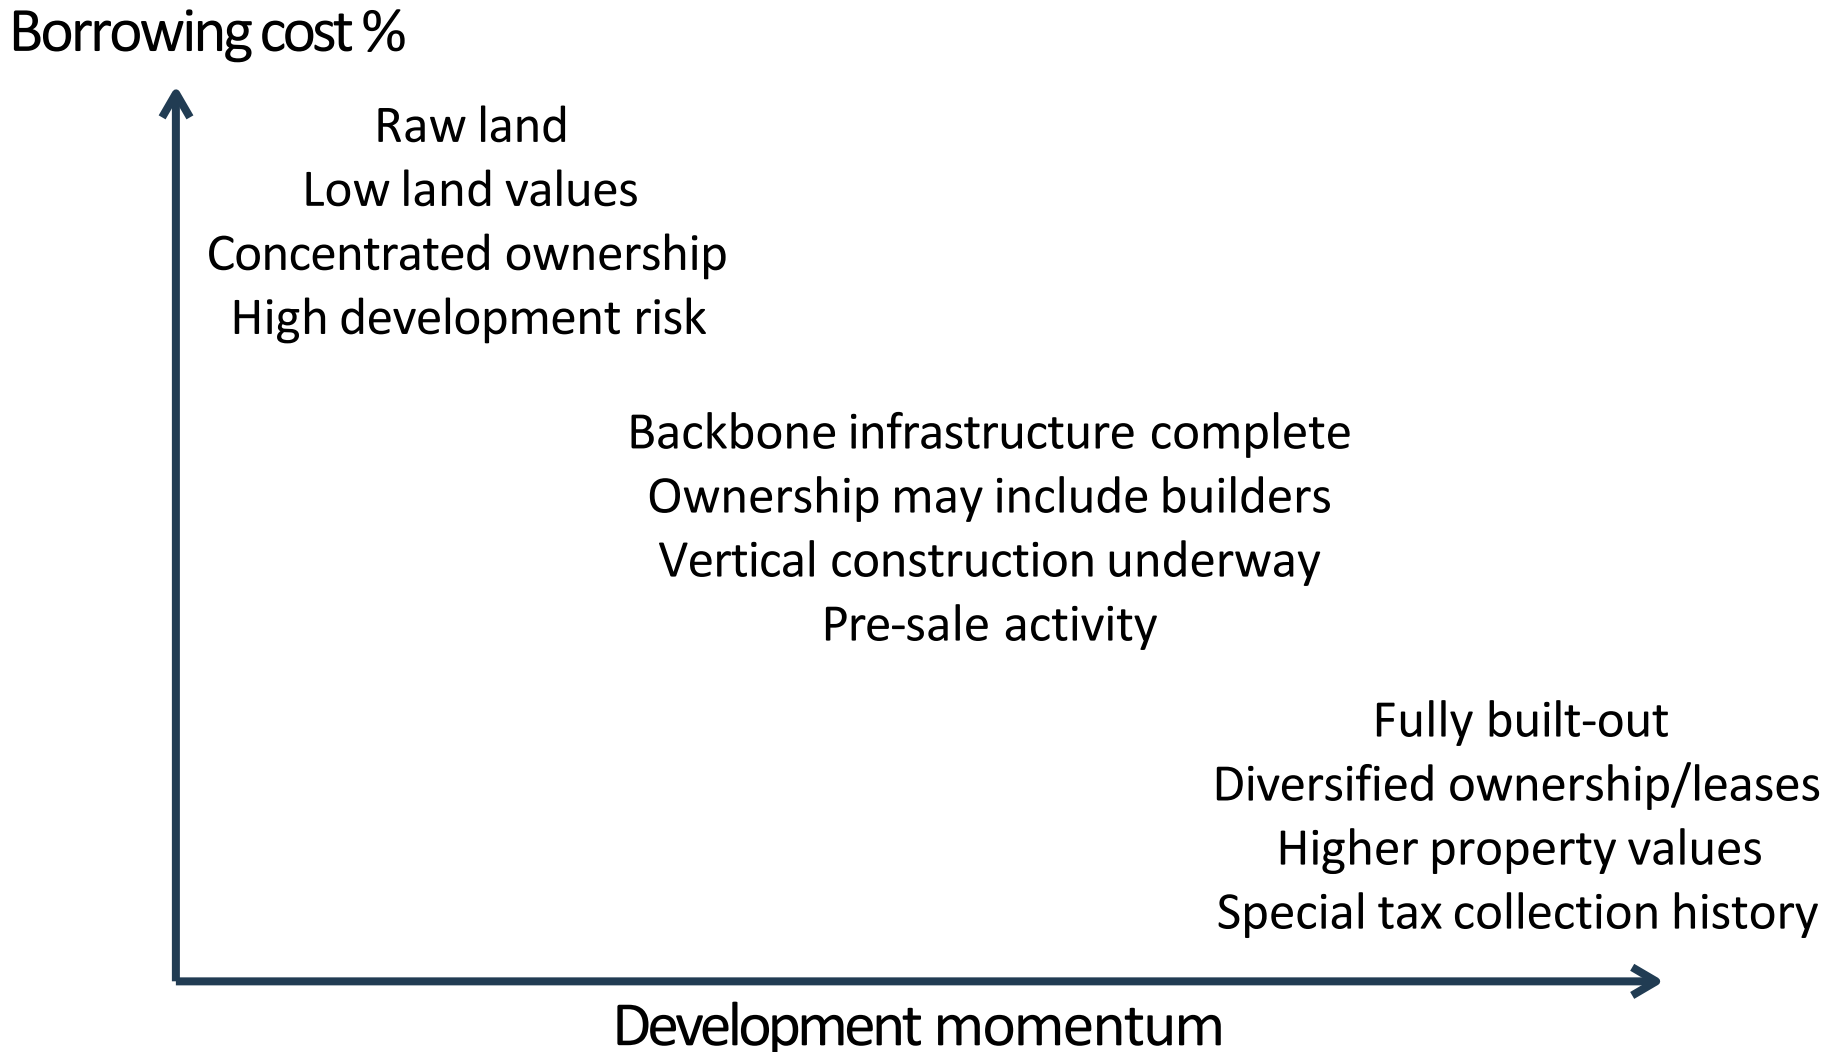 Borrowing cost %
Raw land
Low land values
Concentrated ownership
High development risk
Backbone infrastructure complete
Ownership may include builders
Vertical construction underway
Pre-sale activity
Fully built-out
Diversified ownership/leases
Higher property values
Special tax collection history
Development momentum